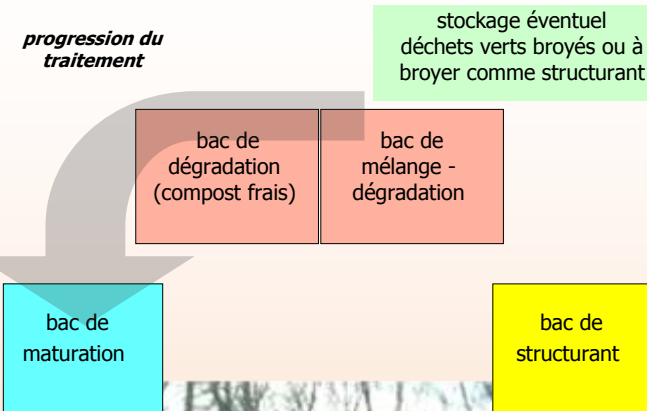 progression du
traitement
stockage éventuel
déchets verts broyés ou à
broyer comme structurant
bac de
dégradation
(compost frais)
bac de
mélange -
dégradation
bac de
maturation
bac de
structurant